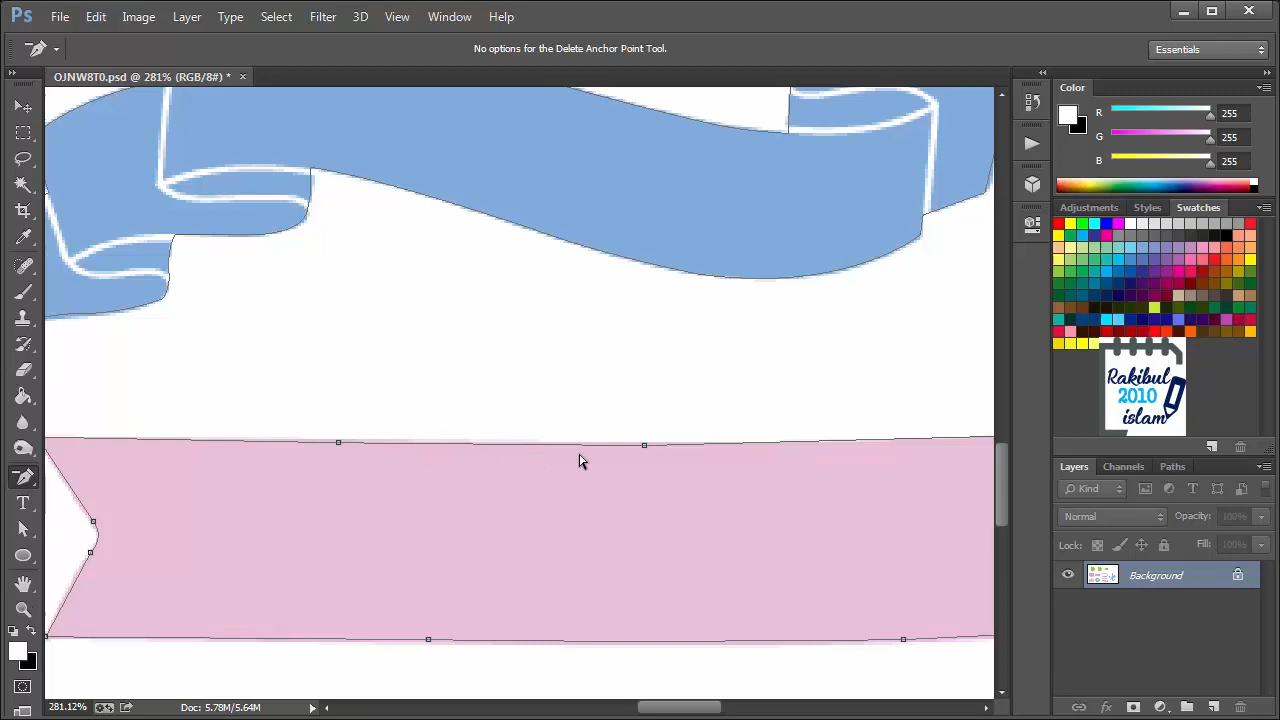 Ps File Edit Image Layer Type Select Filter 3D View Window Help
No options for the Delete Anchor Point Tool.
Essentials
OJNW8T0.psd @ 281% (RGB/8#) * ×
Color
R 255
G 255
B 255
Adjustments Styles Swatches
Rakibul
2010
islam
Layers Channels Paths
Kind
Normal Opacity: 100%
Lock: Fill: 100%
Background
281.12% Doc: 5.78M/5.64M
fx